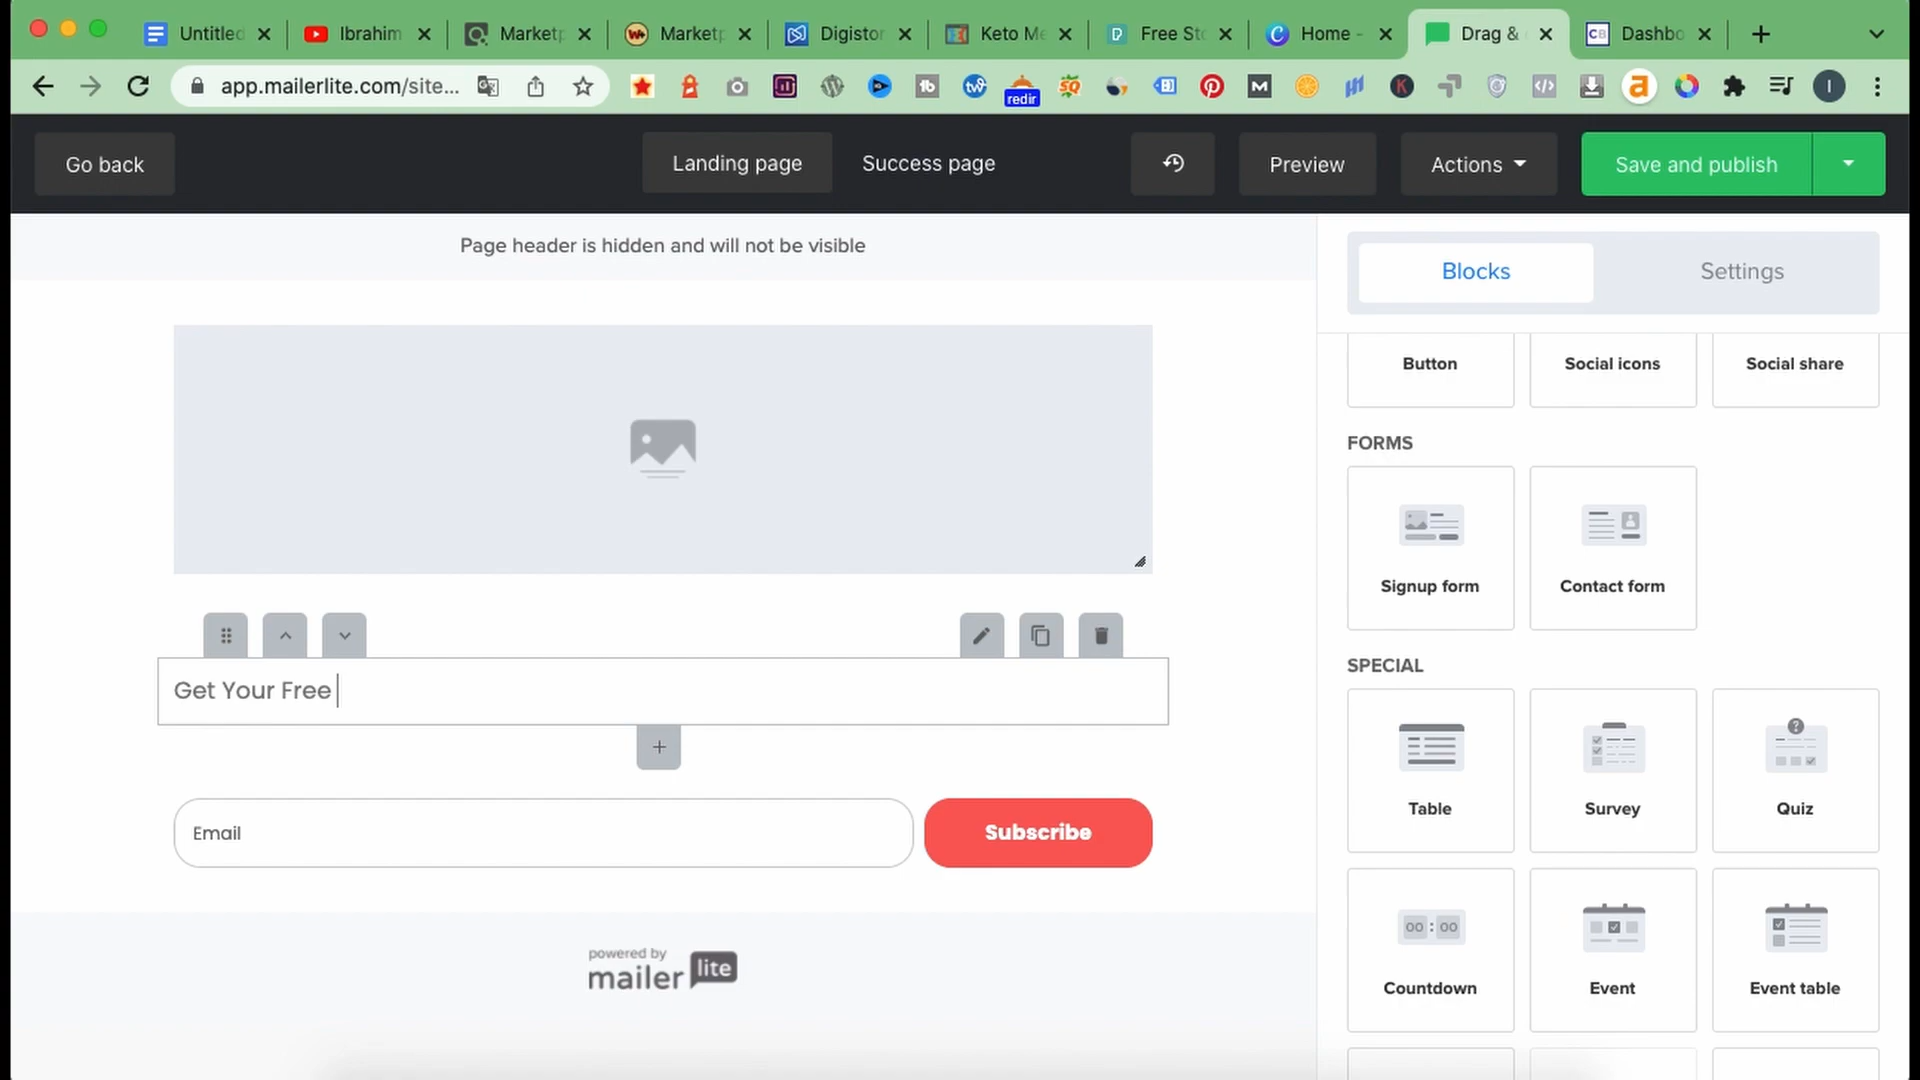 Untitled
Ibrahim
Marketp
Marketp
Digistor
Keto Me
Free Sto
Home -
Drag &
Dashbo
app.mailerlite.com/site...
redir
Go back
Landing page
Success page
Preview
Actions
Save and publish
Page header is hidden and will not be visible
Blocks
Settings
Button
Social icons
Social share
FORMS
Signup form
Contact form
Get Your Free
SPECIAL
Table
Survey
Quiz
Email
Subscribe
00 : 00
Countdown
Event
Event table
powered by
mailer lite